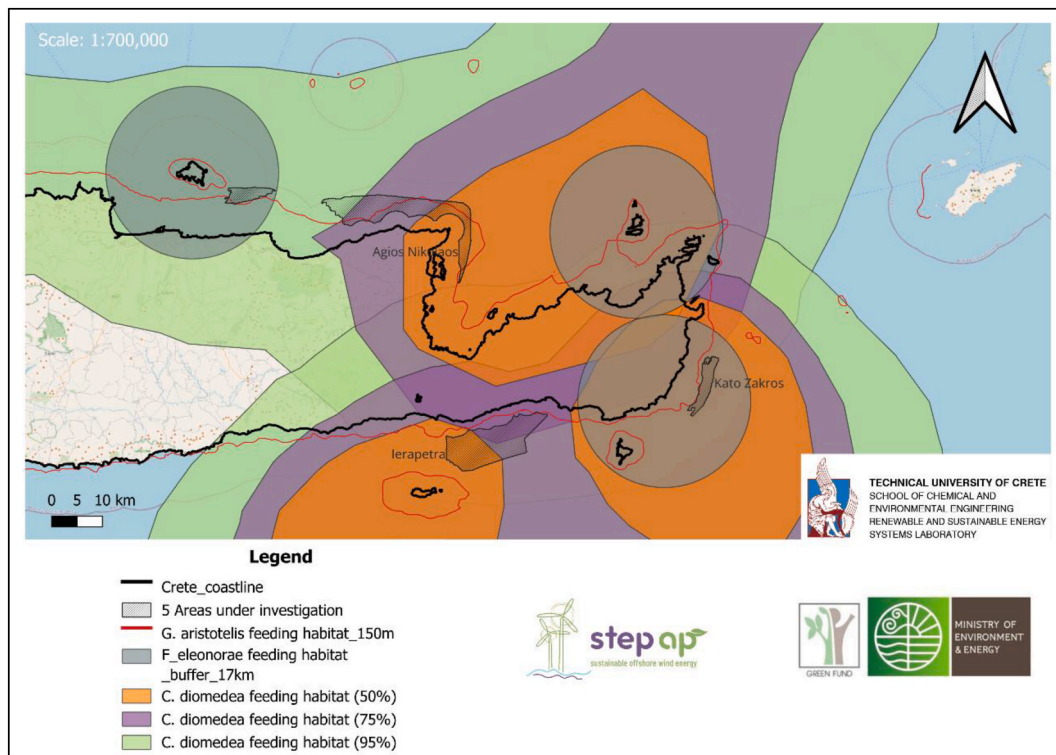 Scale: 1:700,000
Agios Nikolaos
Kato Zakros
Ierapetra
0 5 10 km
TECHNICAL UNIVERSITY OF CRETE
SCHOOL OF CHEMICAL AND
ENVIRONMENTAL ENGINEERING
RENEWABLE AND SUSTAINABLE ENERGY
SYSTEMS LABORATORY
Legend
Crete_coastline
5 Areas under investigation
G. aristotelis feeding habitat_150m
F_eleonorae feeding habitat
_buffer_17km
C. diomedea feeding habitat (50%)
C. diomedea feeding habitat (75%)
C. diomedea feeding habitat (95%)
step ap
sustainable offshore wind energy
GREEN FUND
MINISTRY OF
ENVIRONMENT
& ENERGY